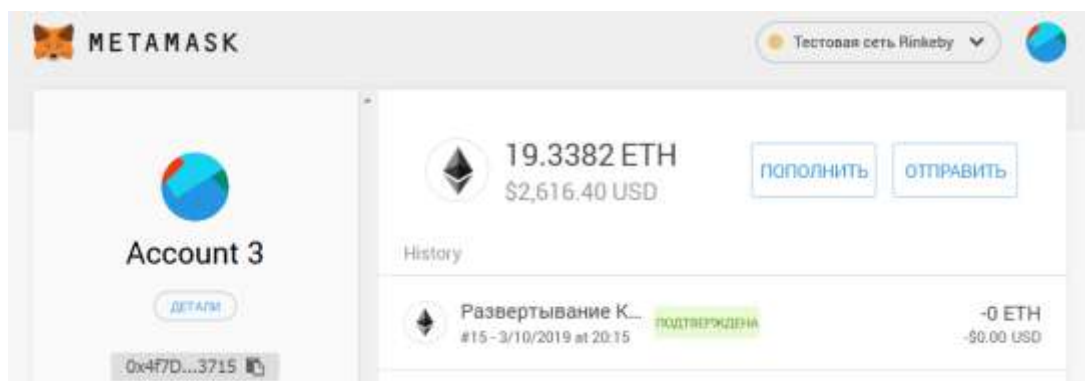 METAMASK
Тестовая сеть Rinkeby
19.3382 ETH
$2,616.40 USD
ПОПОЛНИТЬ
ОТПРАВИТЬ
Account 3
ДЕТАЛИ
0x4f7D...3715
History
Развертывание К...
ПОДТВЕРЖДЕНА
-0 ETH
#15 - 3/10/2019 at 20:15
-$0.00 USD